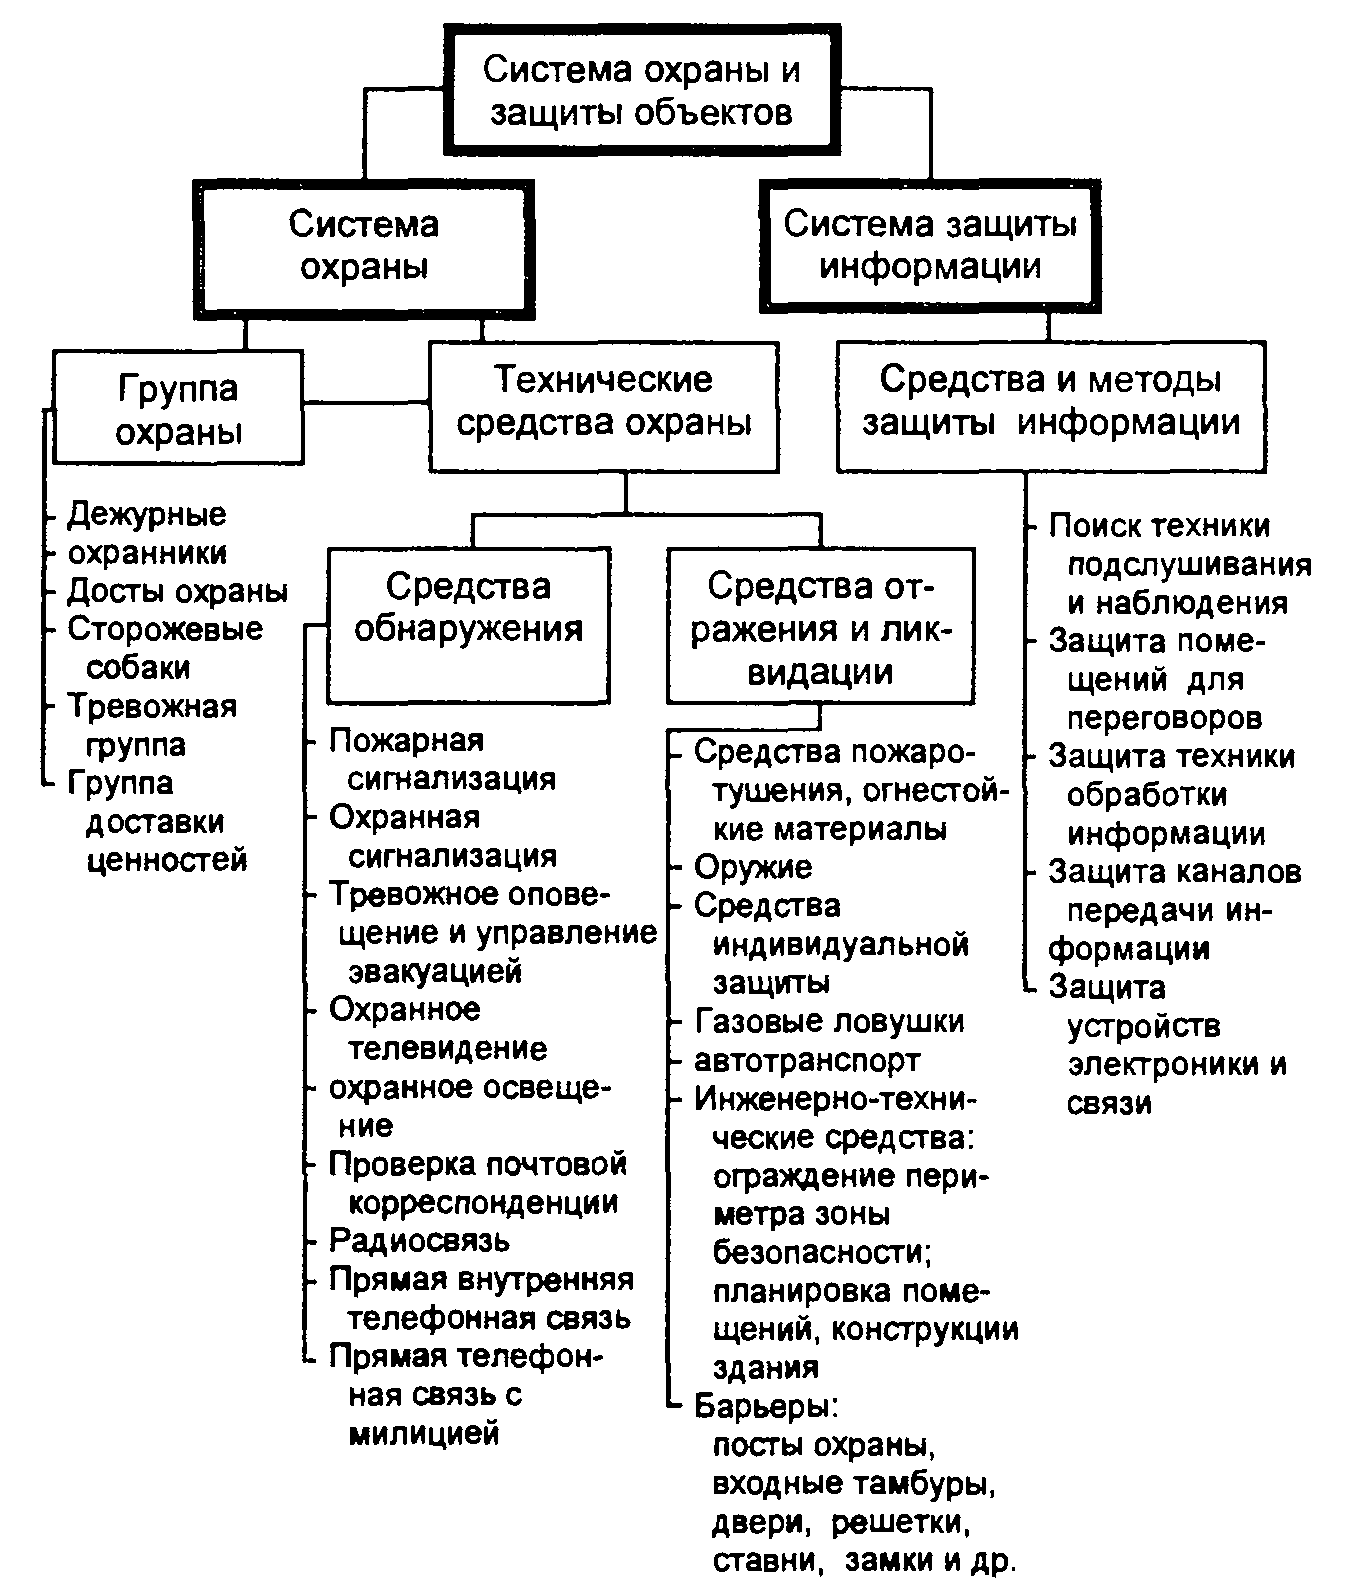 Система охраны и
защиты объектов
Система
охраны
Система защиты
информации
Группа
охраны
Технические
средства охраны
Средства и методы
защиты информации
Дежурные
охранники
Досты охраны
Сторожевые
собаки
Тревожная
группа
Группа
доставки
ценностей
Средства
обнаружения
Пожарная
сигнализация
Охранная
сигнализация
Тревожное опове-
щение и управление
эвакуацией
Охранное
телевидение
охранное освеще-
ние
Проверка почтовой
корреспонденции
Радиосвязь
Прямая внутренняя
телефонная связь
Прямая телефон-
ная связь с
милицией
Средства от-
ражения и лик-
видации
Средства пожаро-
тушения, огнестой-
кие материалы
Оружие
Средства
индивидуальной
защиты
Газовые ловушки
автотранспорт
Инженерно-техни-
ческие средства:
ограждение пери-
метра зоны
безопасности;
планировка поме-
щений, конструкции
здания
Барьеры:
посты охраны,
входные тамбуры,
двери, решетки,
ставни, замки и др.
Поиск техники
подслушивания
и наблюдения
Защита поме-
щений для
переговоров
Защита техники
обработки
информации
Защита каналов
передачи ин-
формации
Защита
устройств
электроники и
связи